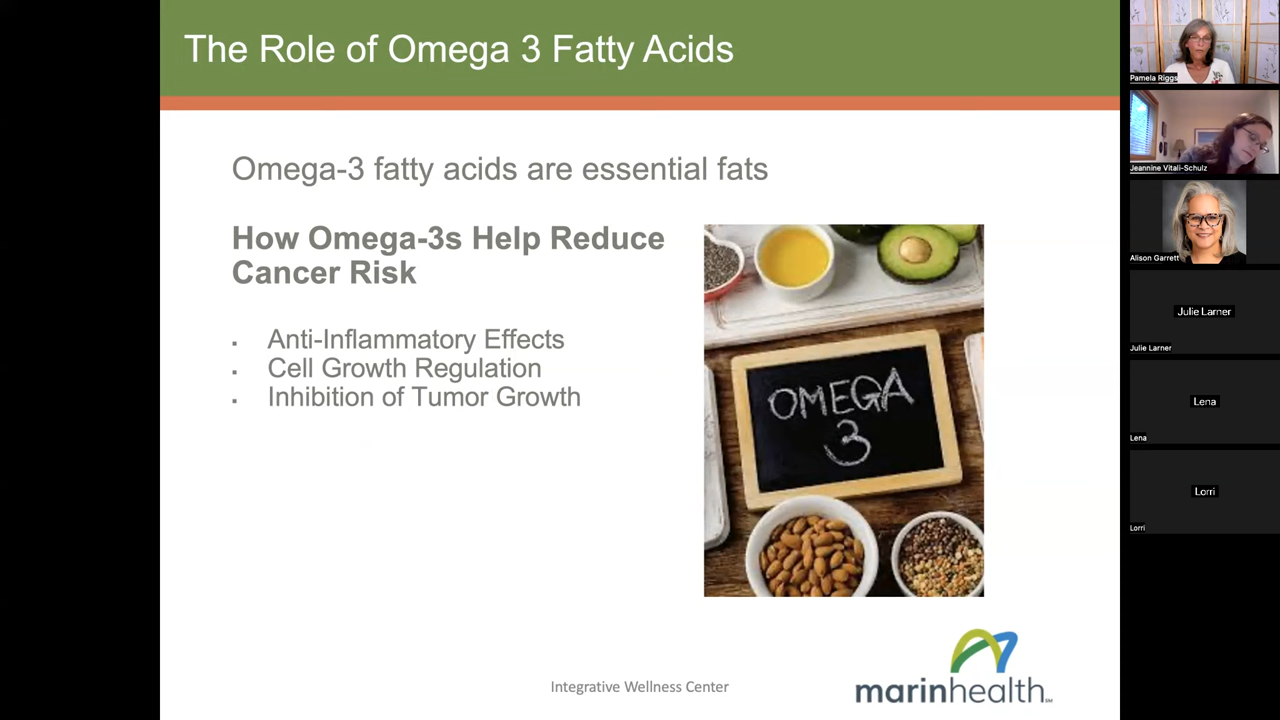 The Role of Omega 3 Fatty Acids
Omega-3 fatty acids are essential fats
How Omega-3s Help Reduce
Cancer Risk
▪ Anti-Inflammatory Effects
▪ Cell Growth Regulation
▪ Inhibition of Tumor Growth
OMEGA
3
Integrative Wellness Center
marinhealth℠
Pamela Riggs
Jeannine Vitali-Schulz
Alison Garrett
Julie Larner
Julie Larner
Lena
Lena
Lorri
Lorri